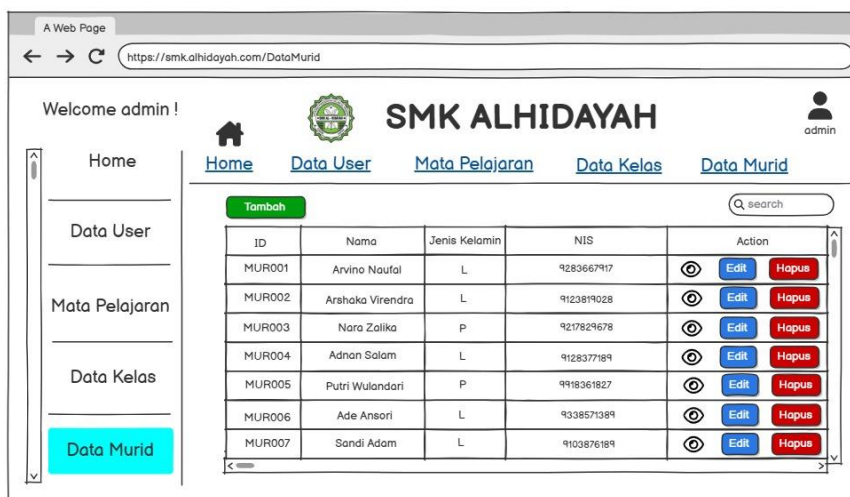 A Web Page
https://smk.alhidayah.com/DataMurid
Welcome admin !
SMK ALHIDAYAH
admin
Home Data User Mata Pelajaran Data Kelas Data Murid
Home
Data User
Mata Pelajaran
Data Kelas
Data Murid
Tambah
search
ID Nama Jenis Kelamin NIS Action
MUR001 Arvino Naufal L 9283667917 Edit Hapus
MUR002 Arshaka Virendra L 9123819028 Edit Hapus
MUR003 Nara Zalika P 9217829678 Edit Hapus
MUR004 Adnan Salam L 9128377189 Edit Hapus
MUR005 Putri Wulandari P 9918361827 Edit Hapus
MUR006 Ade Ansori L 9338571389 Edit Hapus
MUR007 Sandi Adam L 9103876189 Edit Hapus